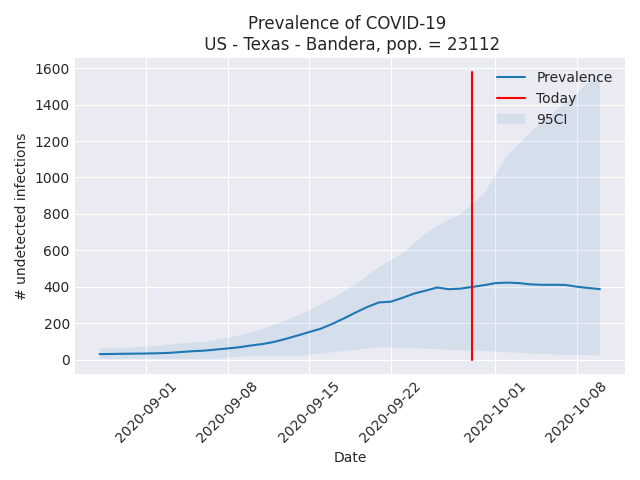 Prevalence of COVID-19
US - Texas - Bandera, pop. = 23112
# undetected infections
1600
1400
1200
1000
800
600
400
200
0
Prevalence
Today
95CI
2020-09-01
2020-09-08
2020-09-15
2020-09-22
2020-10-01
2020-10-08
Date